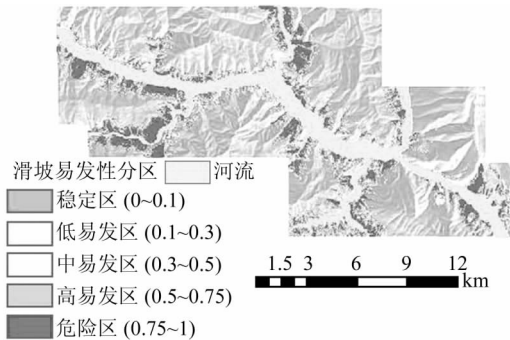 滑坡易发性分区 河流
稳定区 (0~0.1)
低易发区 (0.1~0.3)
中易发区 (0.3~0.5)
高易发区 (0.5~0.75)
危险区 (0.75~1)
1.5 3 6 9 12
km